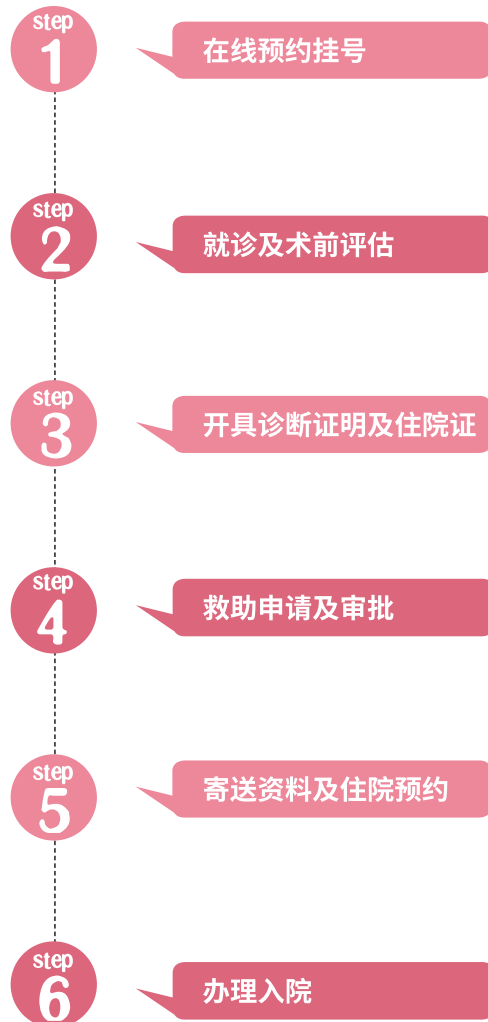 step
1
在线预约挂号
step
2
就诊及术前评估
step
3
开具诊断证明及住院证
step
4
救助申请及审批
step
5
寄送资料及住院预约
step
6
办理入院